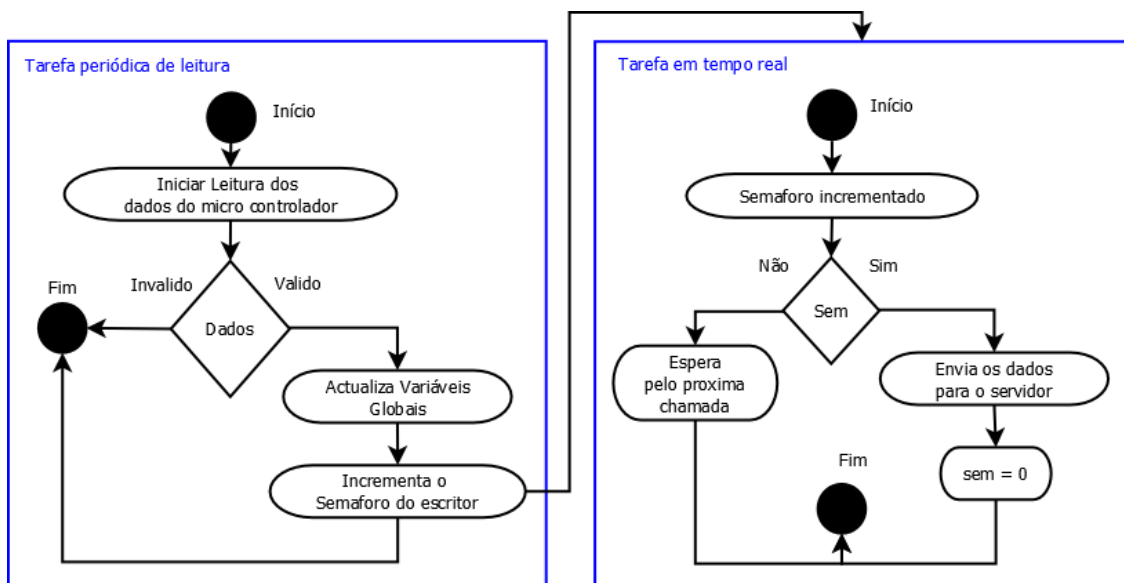 Tarefa periódica de leitura
Início
Iniciar Leitura dos
dados do micro controlador
Invalido
Valido
Fim
Dados
Actualiza Variáveis
Globais
Incrementa o
Semaforo do escritor
Tarefa em tempo real
Início
Semaforo incrementado
Não
Sim
Sem
Espera
pelo proxima
chamada
Envia os dados
para o servidor
sem = 0
Fim